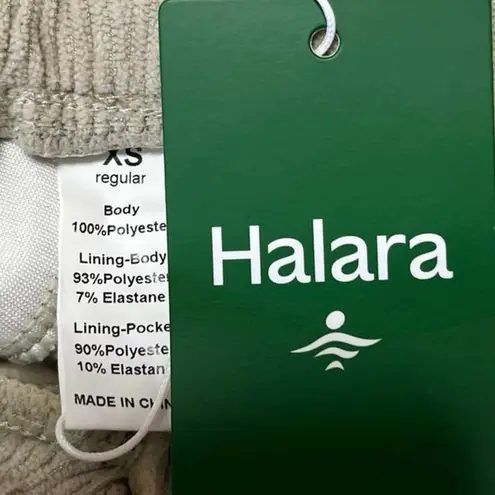 XS
regular
Body
100%Polyeste
Lining-Body
93%Polyeste
7% Elastane
Lining-Pocke
90%Polyeste
10% Elastan
MADE IN CHIN
Halara